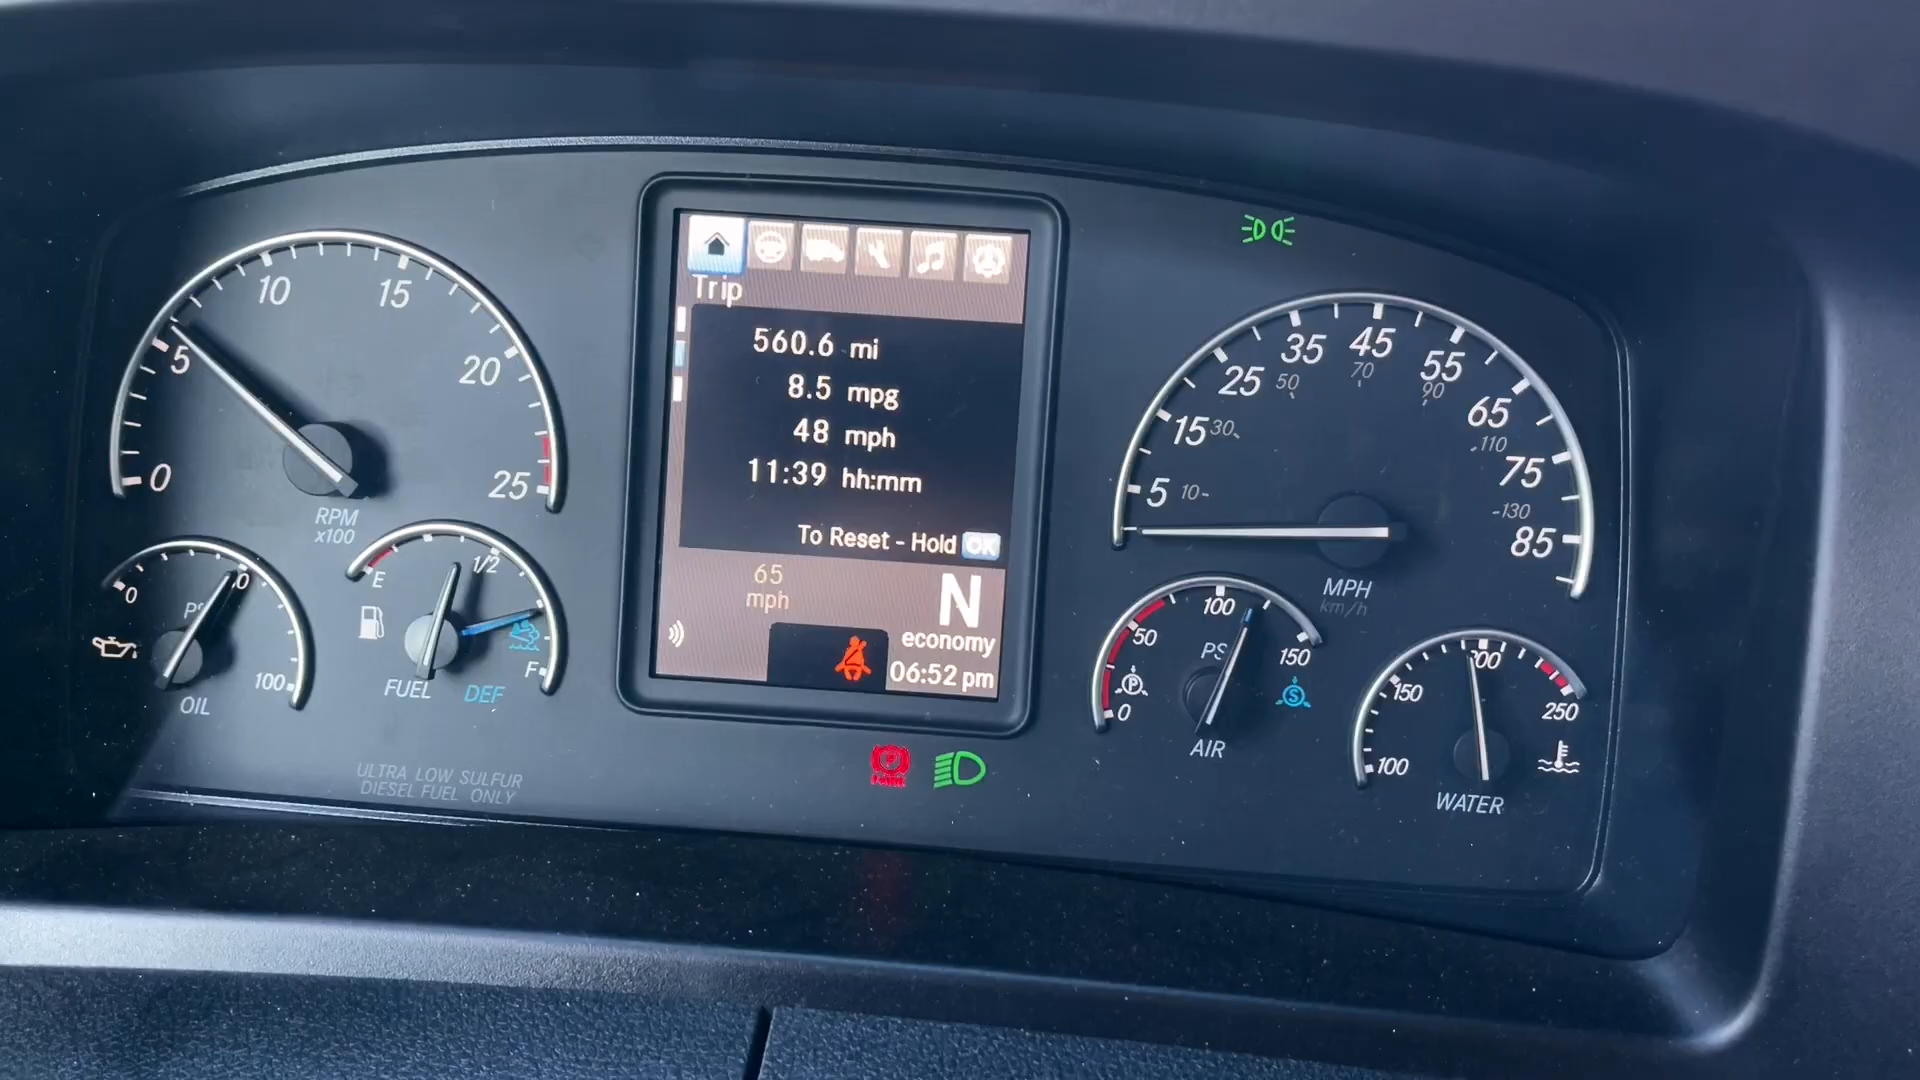 0
5
10
15
20
25
RPM
x100
0
100
OIL
E
1/2
F
FUEL
DEF
ULTRA LOW SULFUR
DIESEL FUEL ONLY
Trip
560.6 mi
8.5 mpg
48 mph
11:39 hh:mm
To Reset - Hold OK
65
mph
N
economy
06:52 pm
5
15
25
35
45
55
65
75
85
10
30
50
70
90
110
130
MPH
km/h
0
50
100
150
AIR
100
150
200
250
WATER